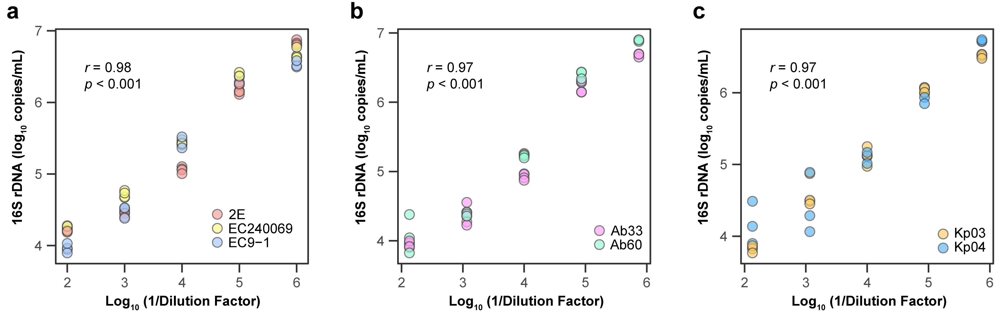 a
7
6
5
4
16S rDNA (log₁₀ copies/mL)
r = 0.98
p < 0.001
2E
EC240069
EC9−1
2 3 4 5 6
Log₁₀ (1/Dilution Factor)
b
7
6
5
4
16S rDNA (log₁₀ copies/mL)
r = 0.97
p < 0.001
Ab33
Ab60
2 3 4 5 6
Log₁₀ (1/Dilution Factor)
c
6
5
4
16S rDNA (log₁₀ copies/mL)
r = 0.97
p < 0.001
Kp03
Kp04
2 3 4 5 6
Log₁₀ (1/Dilution Factor)